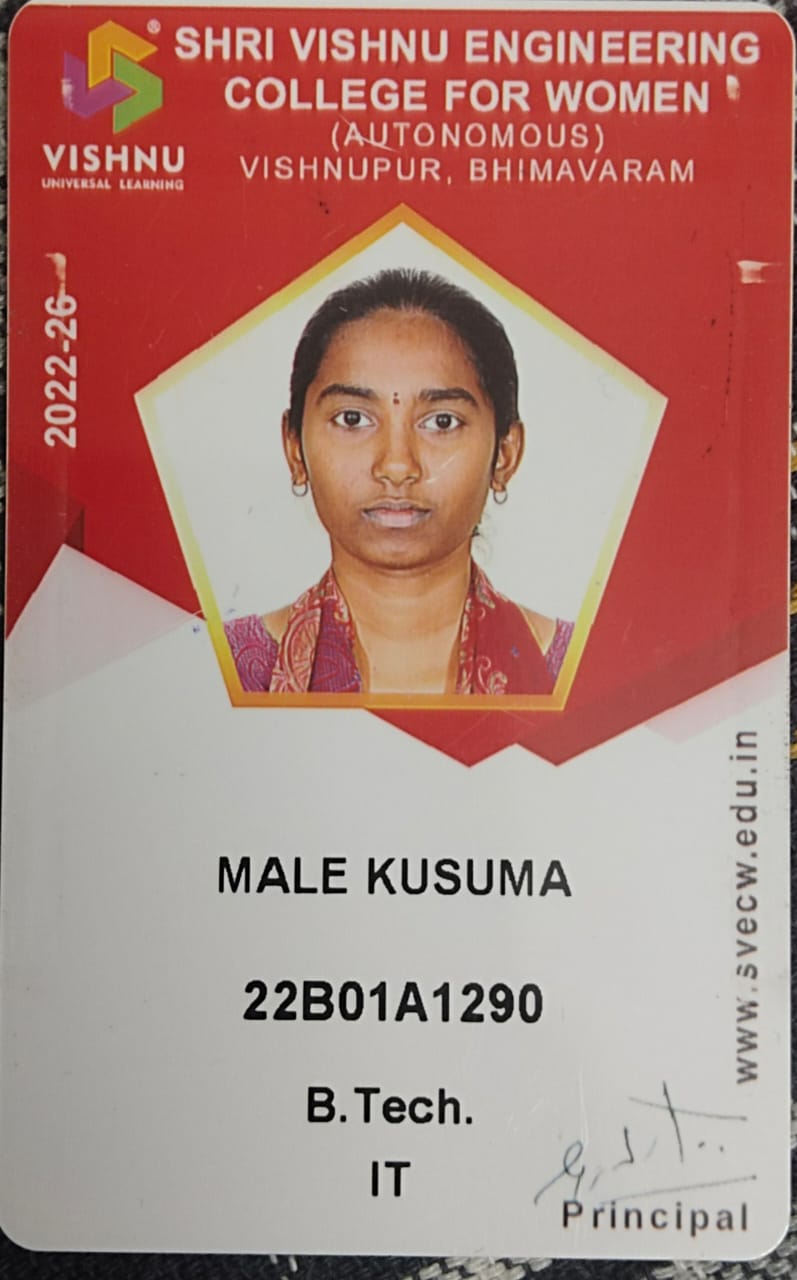 SHRI VISHNU ENGINEERING
COLLEGE FOR WOMEN
(AUTONOMOUS)
VISHNUPUR, BHIMAVARAM
®
VISHNU
UNIVERSAL LEARNING
2022-26
MALE KUSUMA
22B01A1290
B.Tech.
IT
www.svecw.edu.in
Principal